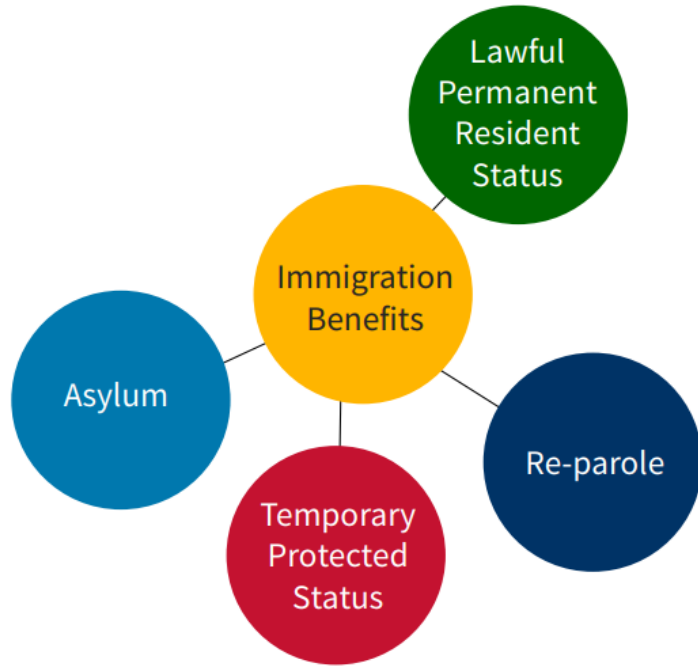 Lawful
Permanent
Resident
Status
Immigration
Benefits
Asylum
Re-parole
Temporary
Protected
Status